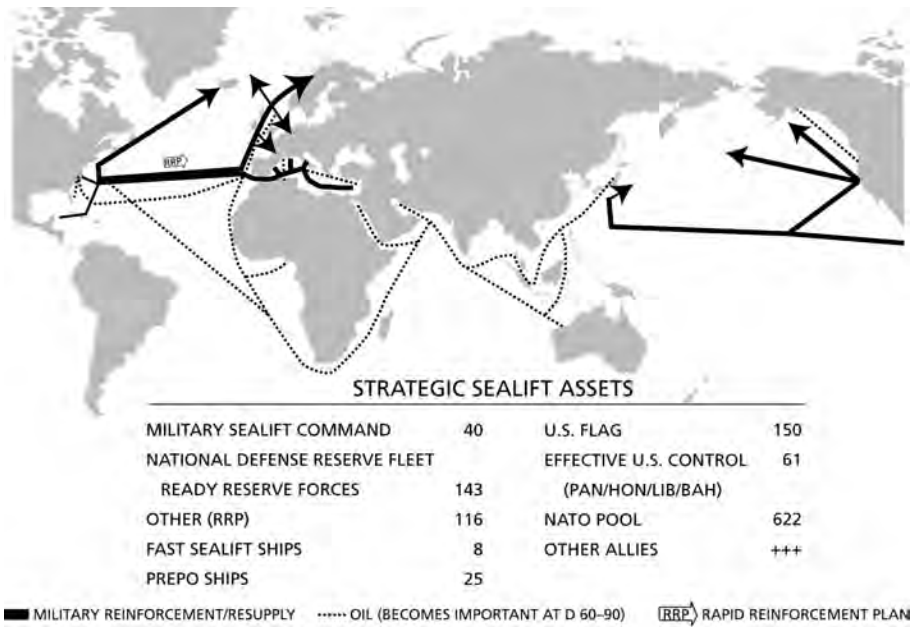 RRP
STRATEGIC SEALIFT ASSETS
MILITARY SEALIFT COMMAND 40
NATIONAL DEFENSE RESERVE FLEET
READY RESERVE FORCES 143
OTHER (RRP) 116
FAST SEALIFT SHIPS 8
PREPO SHIPS 25
U.S. FLAG 150
EFFECTIVE U.S. CONTROL 61
(PAN/HON/LIB/BAH)
NATO POOL 622
OTHER ALLIES +++
MILITARY REINFORCEMENT/RESUPPLY OIL (BECOMES IMPORTANT AT D 60–90) RRP RAPID REINFORCEMENT PLAN